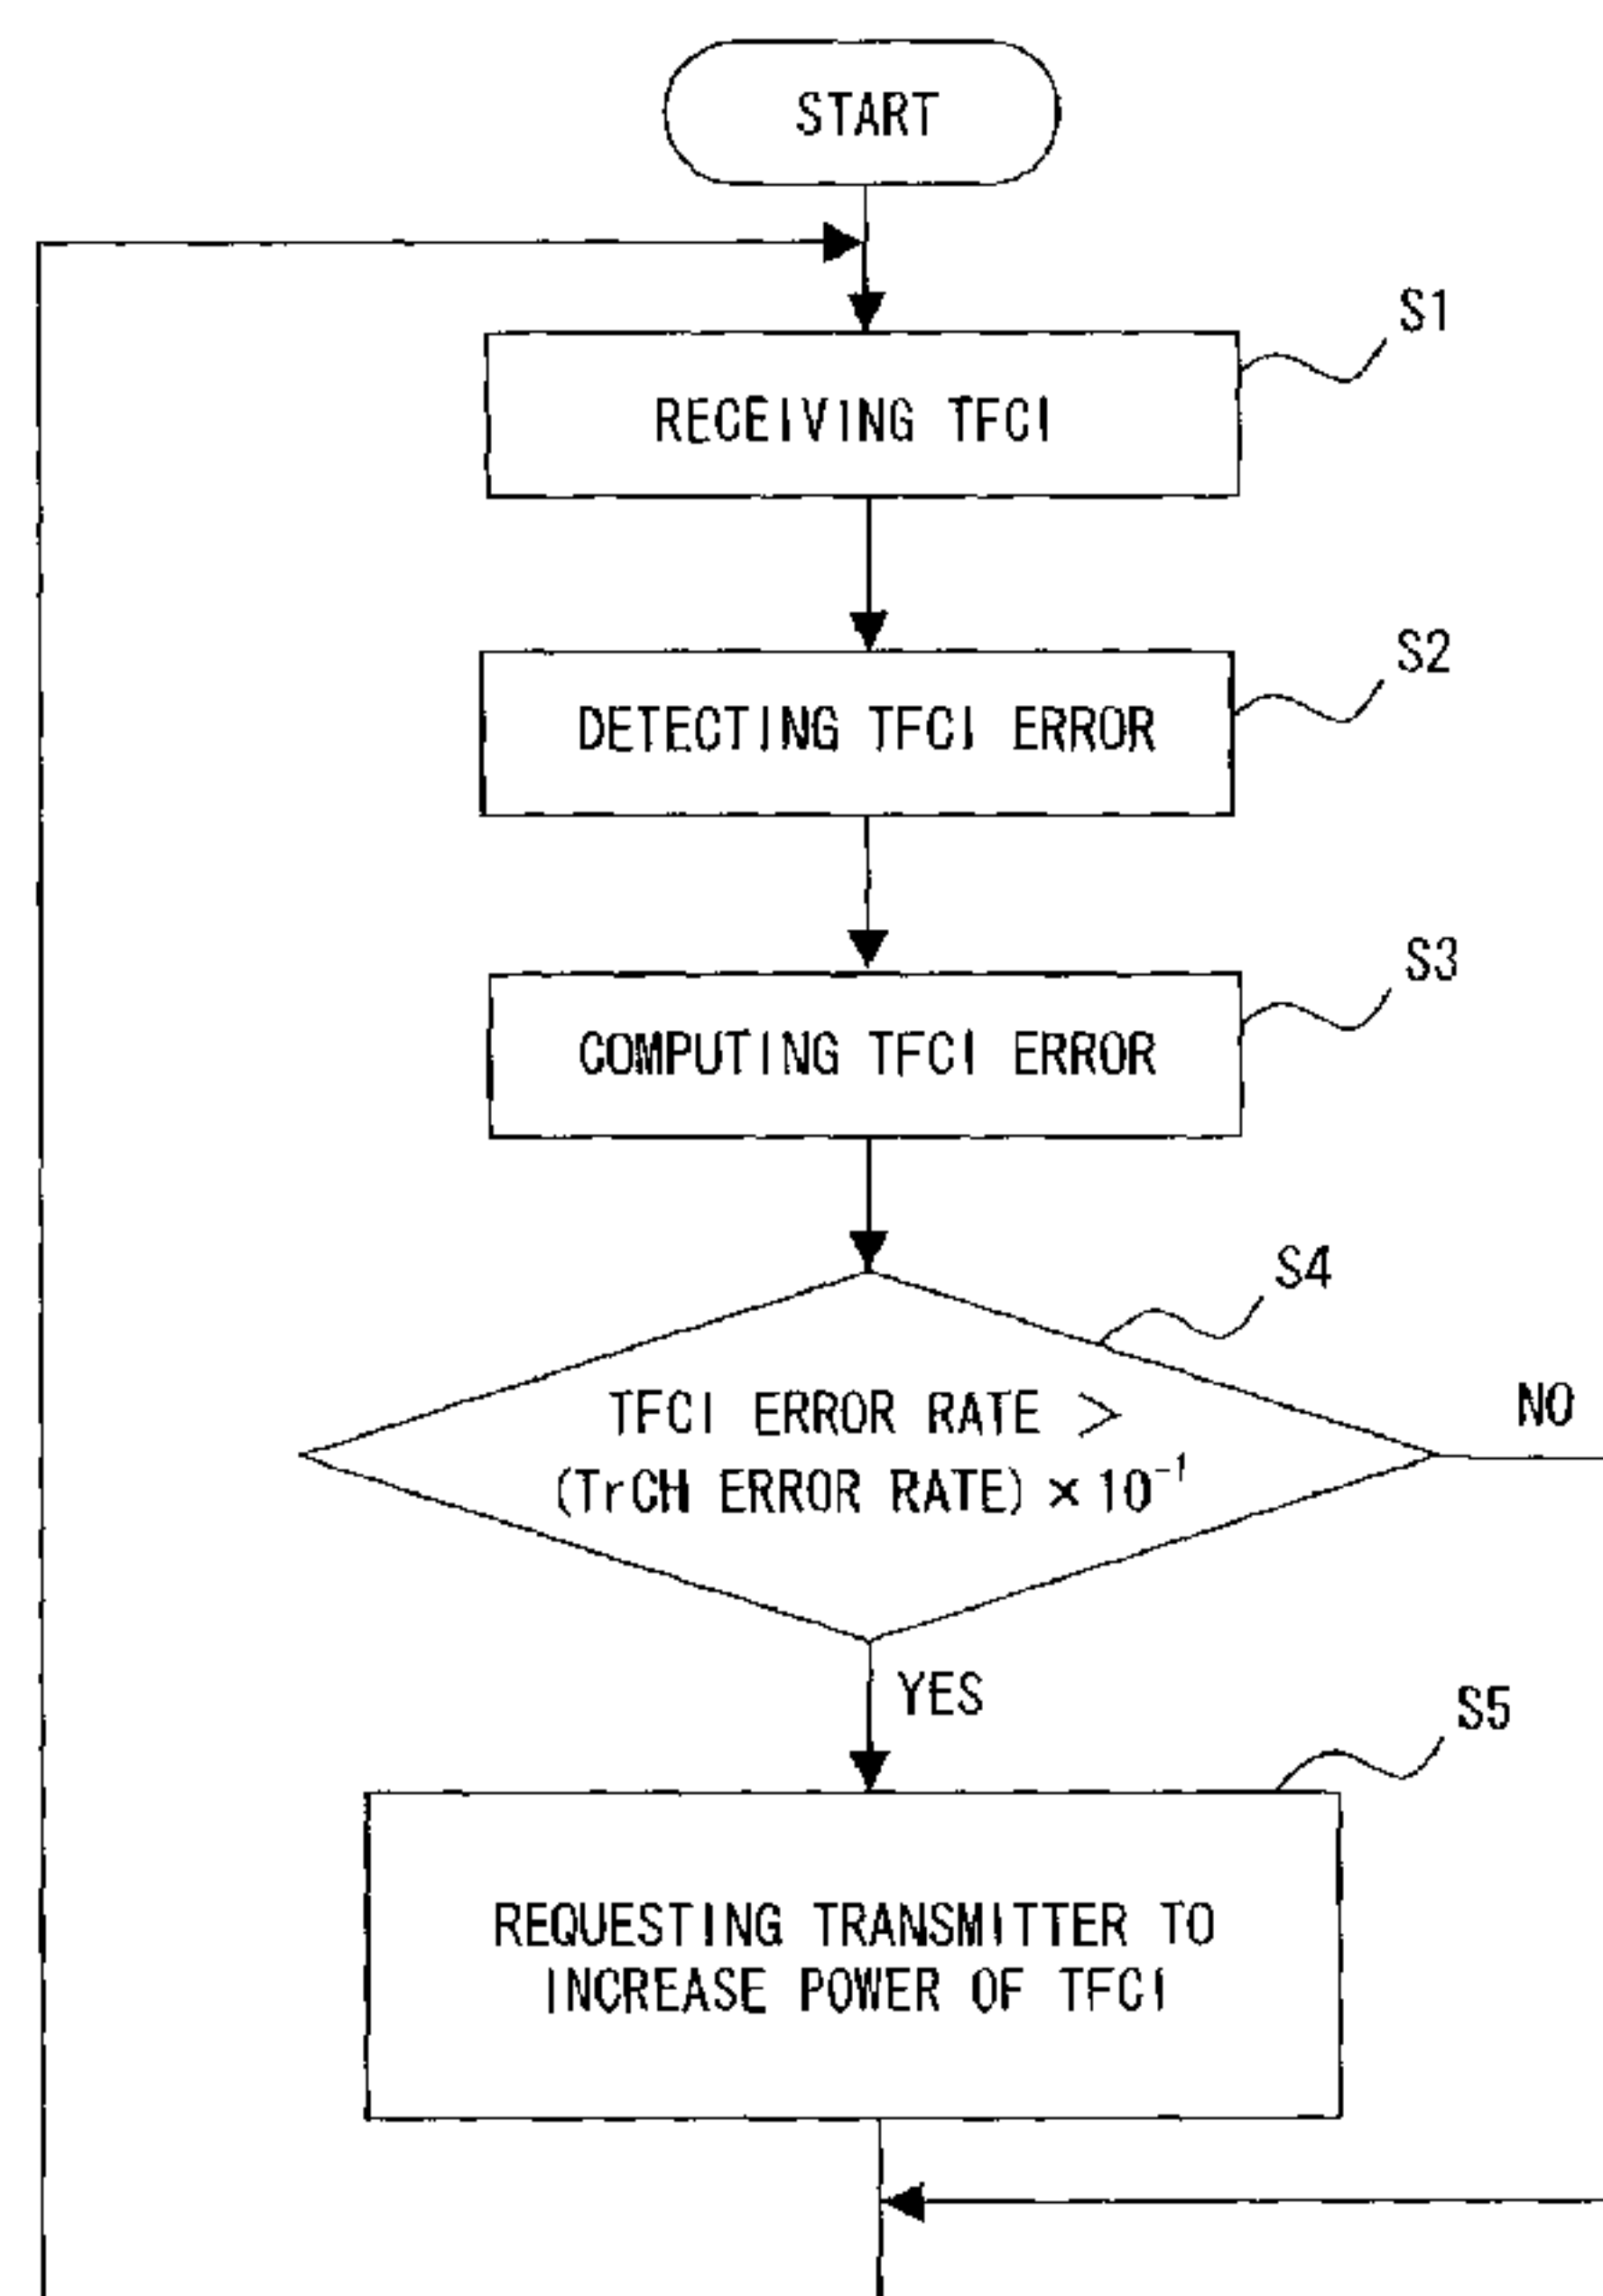 START
S1
RECEIVING TFCI
S2
DETECTING TFCI ERROR
S3
COMPUTING TFCI ERROR
S4
TFCI ERROR RATE >
(TrCH ERROR RATE) × 10⁻¹
NO
YES
S5
REQUESTING TRANSMITTER TO
INCREASE POWER OF TFCI